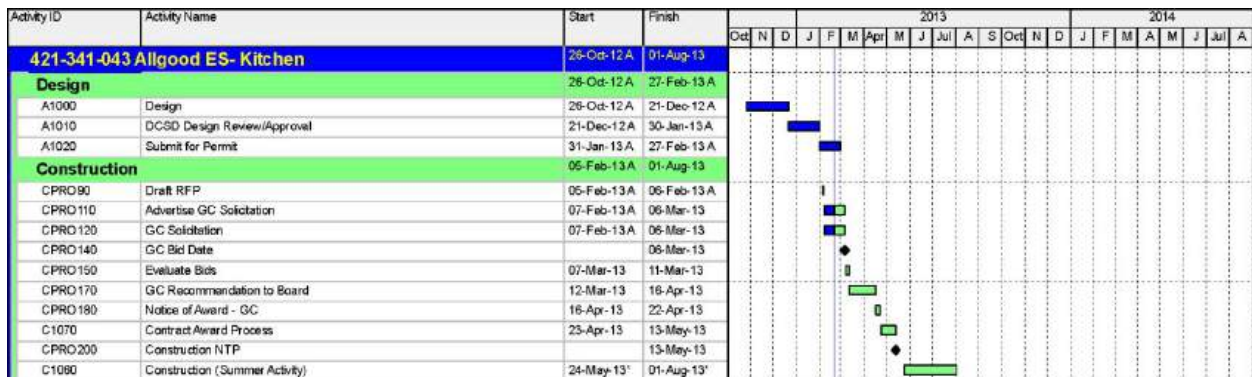 Activity ID Activity Name Start Finish 2013 2014
Oct N D J F M Apr M J Jul A S Oct N D J F M A M J Jul A
421-341-043 Allgood ES- Kitchen 26-Oct-12 A 01-Aug-13
Design 26-Oct-12 A 27-Feb-13 A
A1000 Design 26-Oct-12 A 21-Dec-12 A
A1010 DCSD Design Review/Approval 21-Dec-12 A 30-Jan-13 A
A1020 Submit for Permit 31-Jan-13 A 27-Feb-13 A
Construction 05-Feb-13 A 01-Aug-13
CPRO90 Draft RFP 05-Feb-13 A 06-Feb-13 A
CPRO110 Advertise GC Solicitation 07-Feb-13 A 06-Mar-13
CPRO120 GC Solicitation 07-Feb-13 A 06-Mar-13
CPRO140 GC Bid Date 06-Mar-13
CPRO150 Evaluate Bids 07-Mar-13 11-Mar-13
CPRO170 GC Recommendation to Board 12-Mar-13 16-Apr-13
CPRO180 Notice of Award - GC 16-Apr-13 22-Apr-13
C1070 Contract Award Process 23-Apr-13 13-May-13
CPRO200 Construction NTP 13-May-13
C1060 Construction (Summer Activity) 24-May-13* 01-Aug-13*